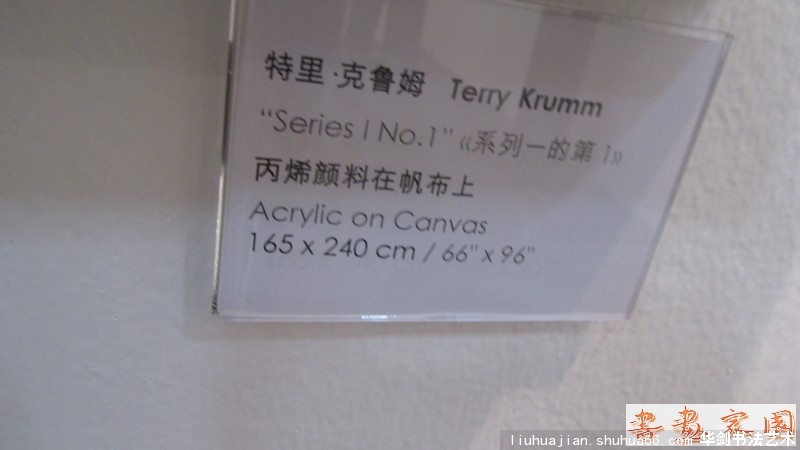 特里·克鲁姆 Terry Krumm
“Series I No.1” 《系列一的第 1》
丙烯颜料在帆布上
Acrylic on Canvas
165 x 240 cm / 66" x 96"
书画家园
liuhuajian.shuhua66.com 华剑书法艺术